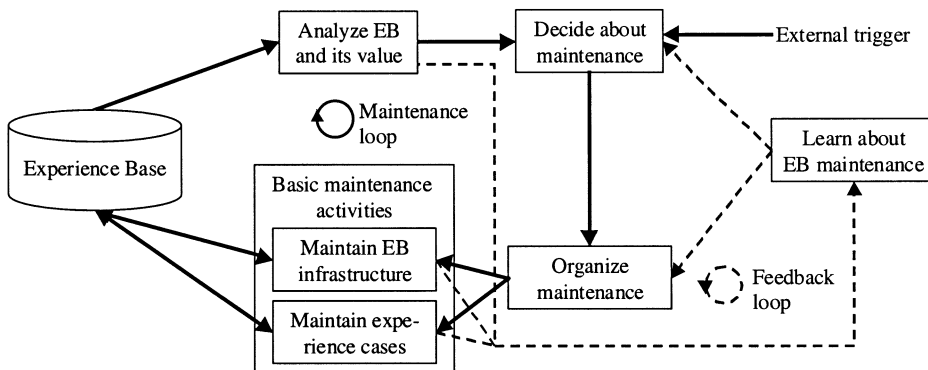 Analyze EB
and its value
Decide about
maintenance
External trigger
Maintenance
loop
Experience Base
Learn about
EB maintenance
Basic maintenance
activities
Maintain EB
infrastructure
Organize
maintenance
Feedback
loop
Maintain expe-
rience cases